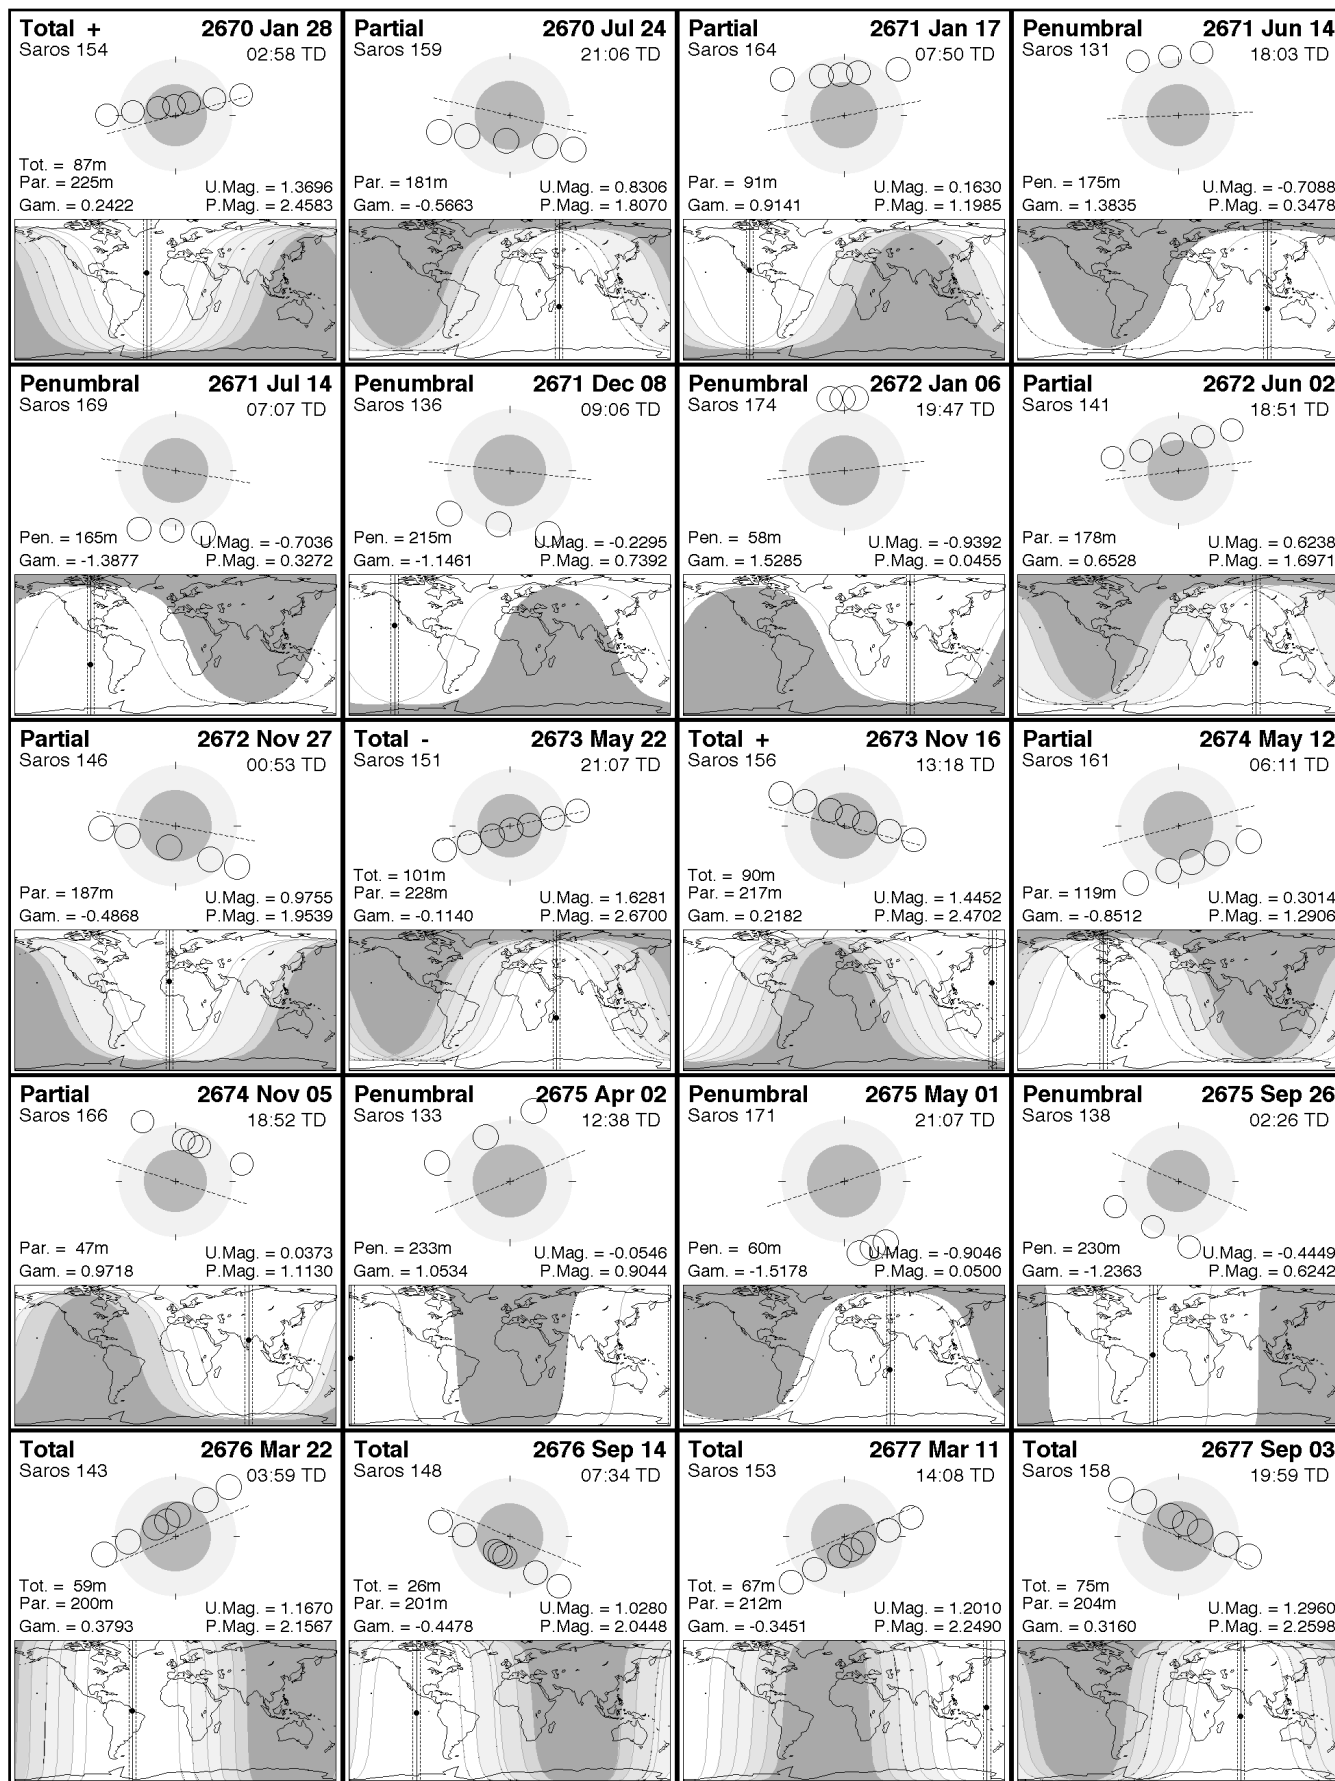 Total + 2670 Jan 28
Saros 154 02:58 TD
Tot. = 87m
Par. = 225m U.Mag. = 1.3696
Gam. = 0.2422 P.Mag. = 2.4583
Partial 2670 Jul 24
Saros 159 21:06 TD
Par. = 181m U.Mag. = 0.8306
Gam. = -0.5663 P.Mag. = 1.8070
Partial 2671 Jan 17
Saros 164 07:50 TD
Par. = 91m U.Mag. = 0.1630
Gam. = 0.9141 P.Mag. = 1.1985
Penumbral 2671 Jun 14
Saros 131 18:03 TD
Pen. = 175m U.Mag. = -0.7088
Gam. = 1.3835 P.Mag. = 0.3478
Penumbral 2671 Jul 14
Saros 169 07:07 TD
Pen. = 165m U.Mag. = -0.7036
Gam. = -1.3877 P.Mag. = 0.3272
Penumbral 2671 Dec 08
Saros 136 09:06 TD
Pen. = 215m U.Mag. = -0.2295
Gam. = -1.1461 P.Mag. = 0.7392
Penumbral 2672 Jan 06
Saros 174 19:47 TD
Pen. = 58m U.Mag. = -0.9392
Gam. = 1.5285 P.Mag. = 0.0455
Partial 2672 Jun 02
Saros 141 18:51 TD
Par. = 178m U.Mag. = 0.6238
Gam. = 0.6528 P.Mag. = 1.6971
Partial 2672 Nov 27
Saros 146 00:53 TD
Par. = 187m U.Mag. = 0.9755
Gam. = -0.4868 P.Mag. = 1.9539
Total - 2673 May 22
Saros 151 21:07 TD
Tot. = 101m
Par. = 228m U.Mag. = 1.6281
Gam. = -0.1140 P.Mag. = 2.6700
Total + 2673 Nov 16
Saros 156 13:18 TD
Tot. = 90m
Par. = 217m U.Mag. = 1.4452
Gam. = 0.2182 P.Mag. = 2.4702
Partial 2674 May 12
Saros 161 06:11 TD
Par. = 119m U.Mag. = 0.3014
Gam. = -0.8512 P.Mag. = 1.2906
Partial 2674 Nov 05
Saros 166 18:52 TD
Par. = 47m U.Mag. = 0.0373
Gam. = 0.9718 P.Mag. = 1.1130
Penumbral 2675 Apr 02
Saros 133 12:38 TD
Pen. = 233m U.Mag. = -0.0546
Gam. = 1.0534 P.Mag. = 0.9044
Penumbral 2675 May 01
Saros 171 21:07 TD
Pen. = 60m U.Mag. = -0.9046
Gam. = -1.5178 P.Mag. = 0.0500
Penumbral 2675 Sep 26
Saros 138 02:26 TD
Pen. = 230m U.Mag. = -0.4449
Gam. = -1.2363 P.Mag. = 0.6242
Total 2676 Mar 22
Saros 143 03:59 TD
Tot. = 59m
Par. = 200m U.Mag. = 1.1670
Gam. = 0.3793 P.Mag. = 2.1567
Total 2676 Sep 14
Saros 148 07:34 TD
Tot. = 26m
Par. = 201m U.Mag. = 1.0280
Gam. = -0.4478 P.Mag. = 2.0448
Total 2677 Mar 11
Saros 153 14:08 TD
Tot. = 67m
Par. = 212m U.Mag. = 1.2010
Gam. = -0.3451 P.Mag. = 2.2490
Total 2677 Sep 03
Saros 158 19:59 TD
Tot. = 75m
Par. = 204m U.Mag. = 1.2960
Gam. = 0.3160 P.Mag. = 2.2598